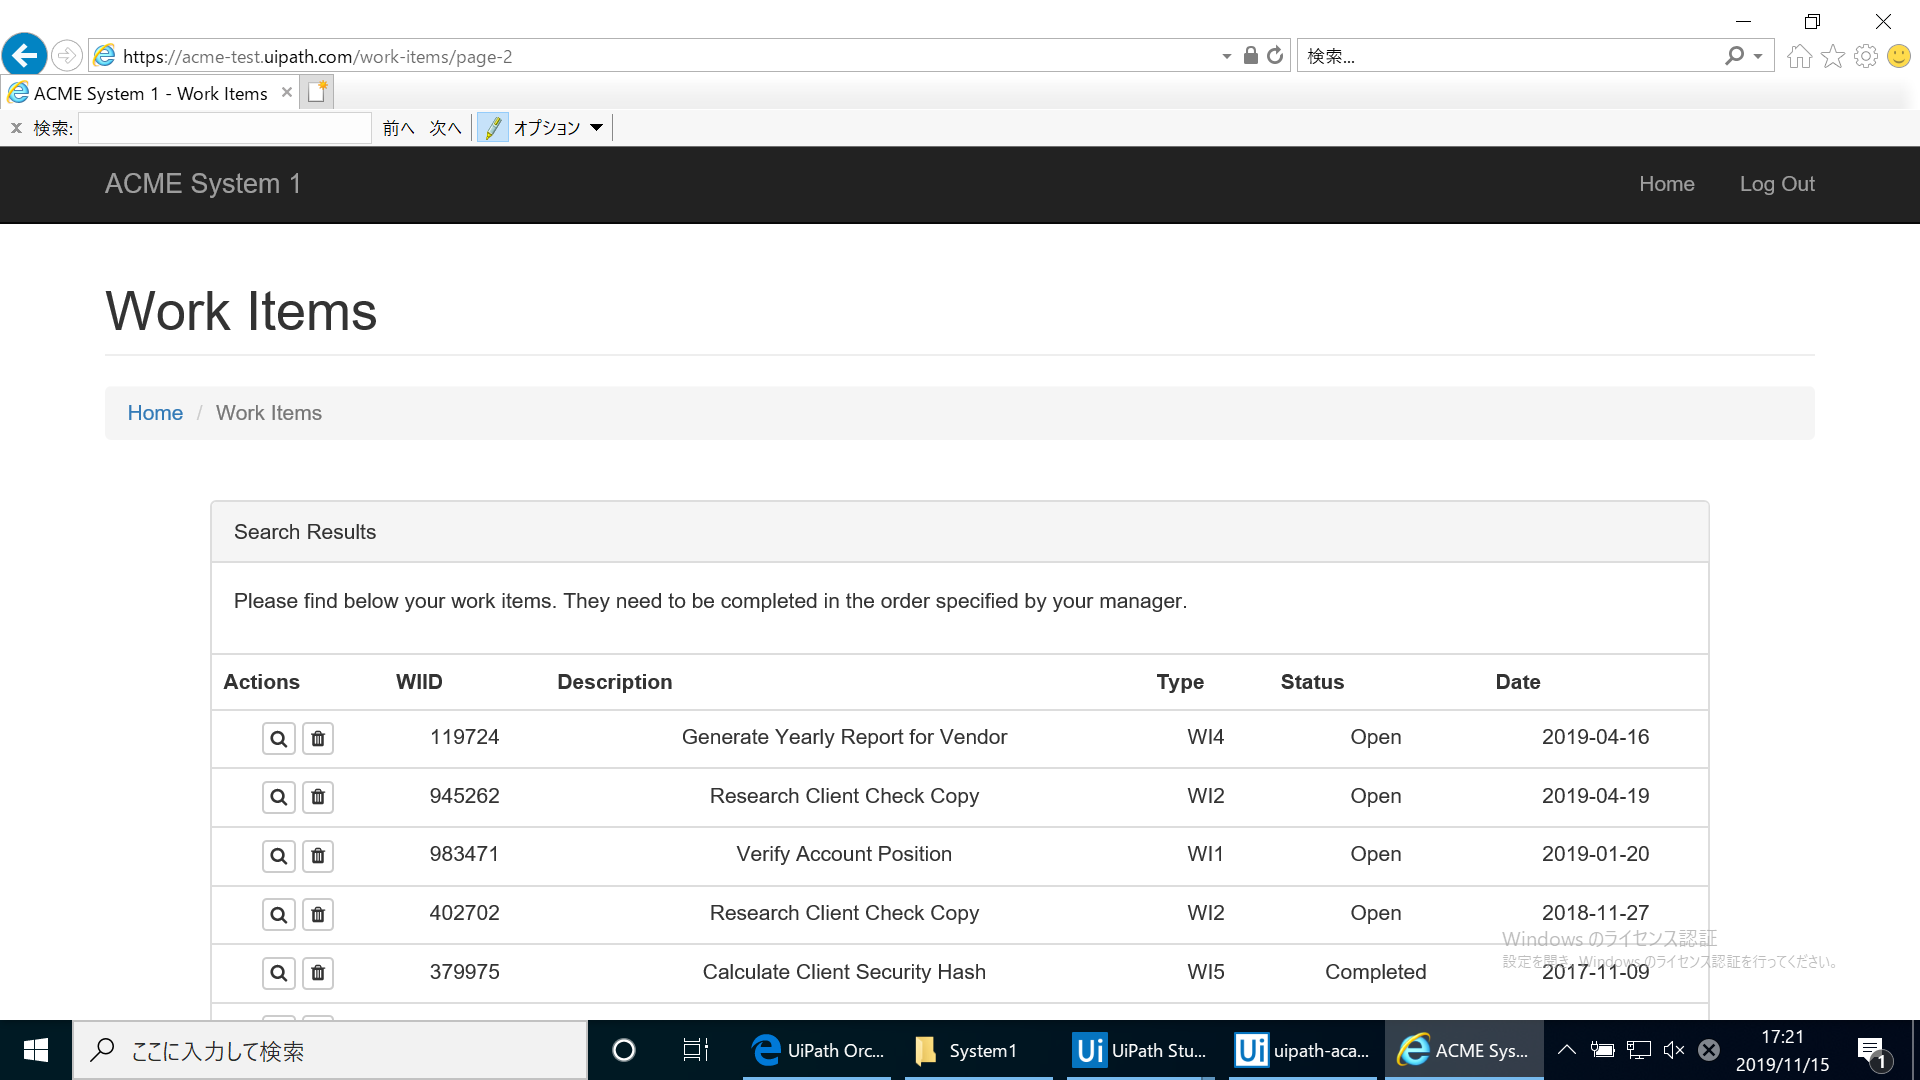 https://acme-test.uipath.com/work-items/page-2
検索...
ACME System 1 - Work Items
検索:
前へ 次へ オプション
ACME System 1
Home Log Out
Work Items
Home / Work Items
Search Results
Please find below your work items. They need to be completed in the order specified by your manager.
Actions WIID Description Type Status Date
119724 Generate Yearly Report for Vendor WI4 Open 2019-04-16
945262 Research Client Check Copy WI2 Open 2019-04-19
983471 Verify Account Position WI1 Open 2019-01-20
402702 Research Client Check Copy WI2 Open 2018-11-27
Windows のライセンス認証
設定を開き、Windows のライセンス認証を行ってください。
379975 Calculate Client Security Hash WI5 Completed 2017-11-09
ここに入力して検索
UiPath Orc...
System1
Ui UiPath Stu...
Ui uipath-aca...
ACME Sys...
17:21
2019/11/15
1